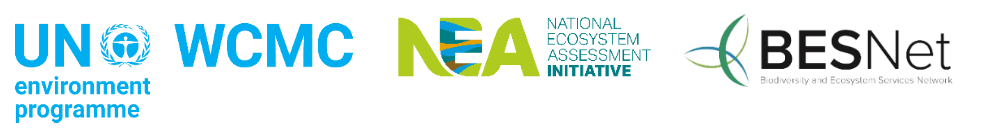 UN WCMC
environment
programme
NEA
NATIONAL
ECOSYSTEM
ASSESSMENT
INITIATIVE
BESNet
Biodiversity and Ecosystem Services Network